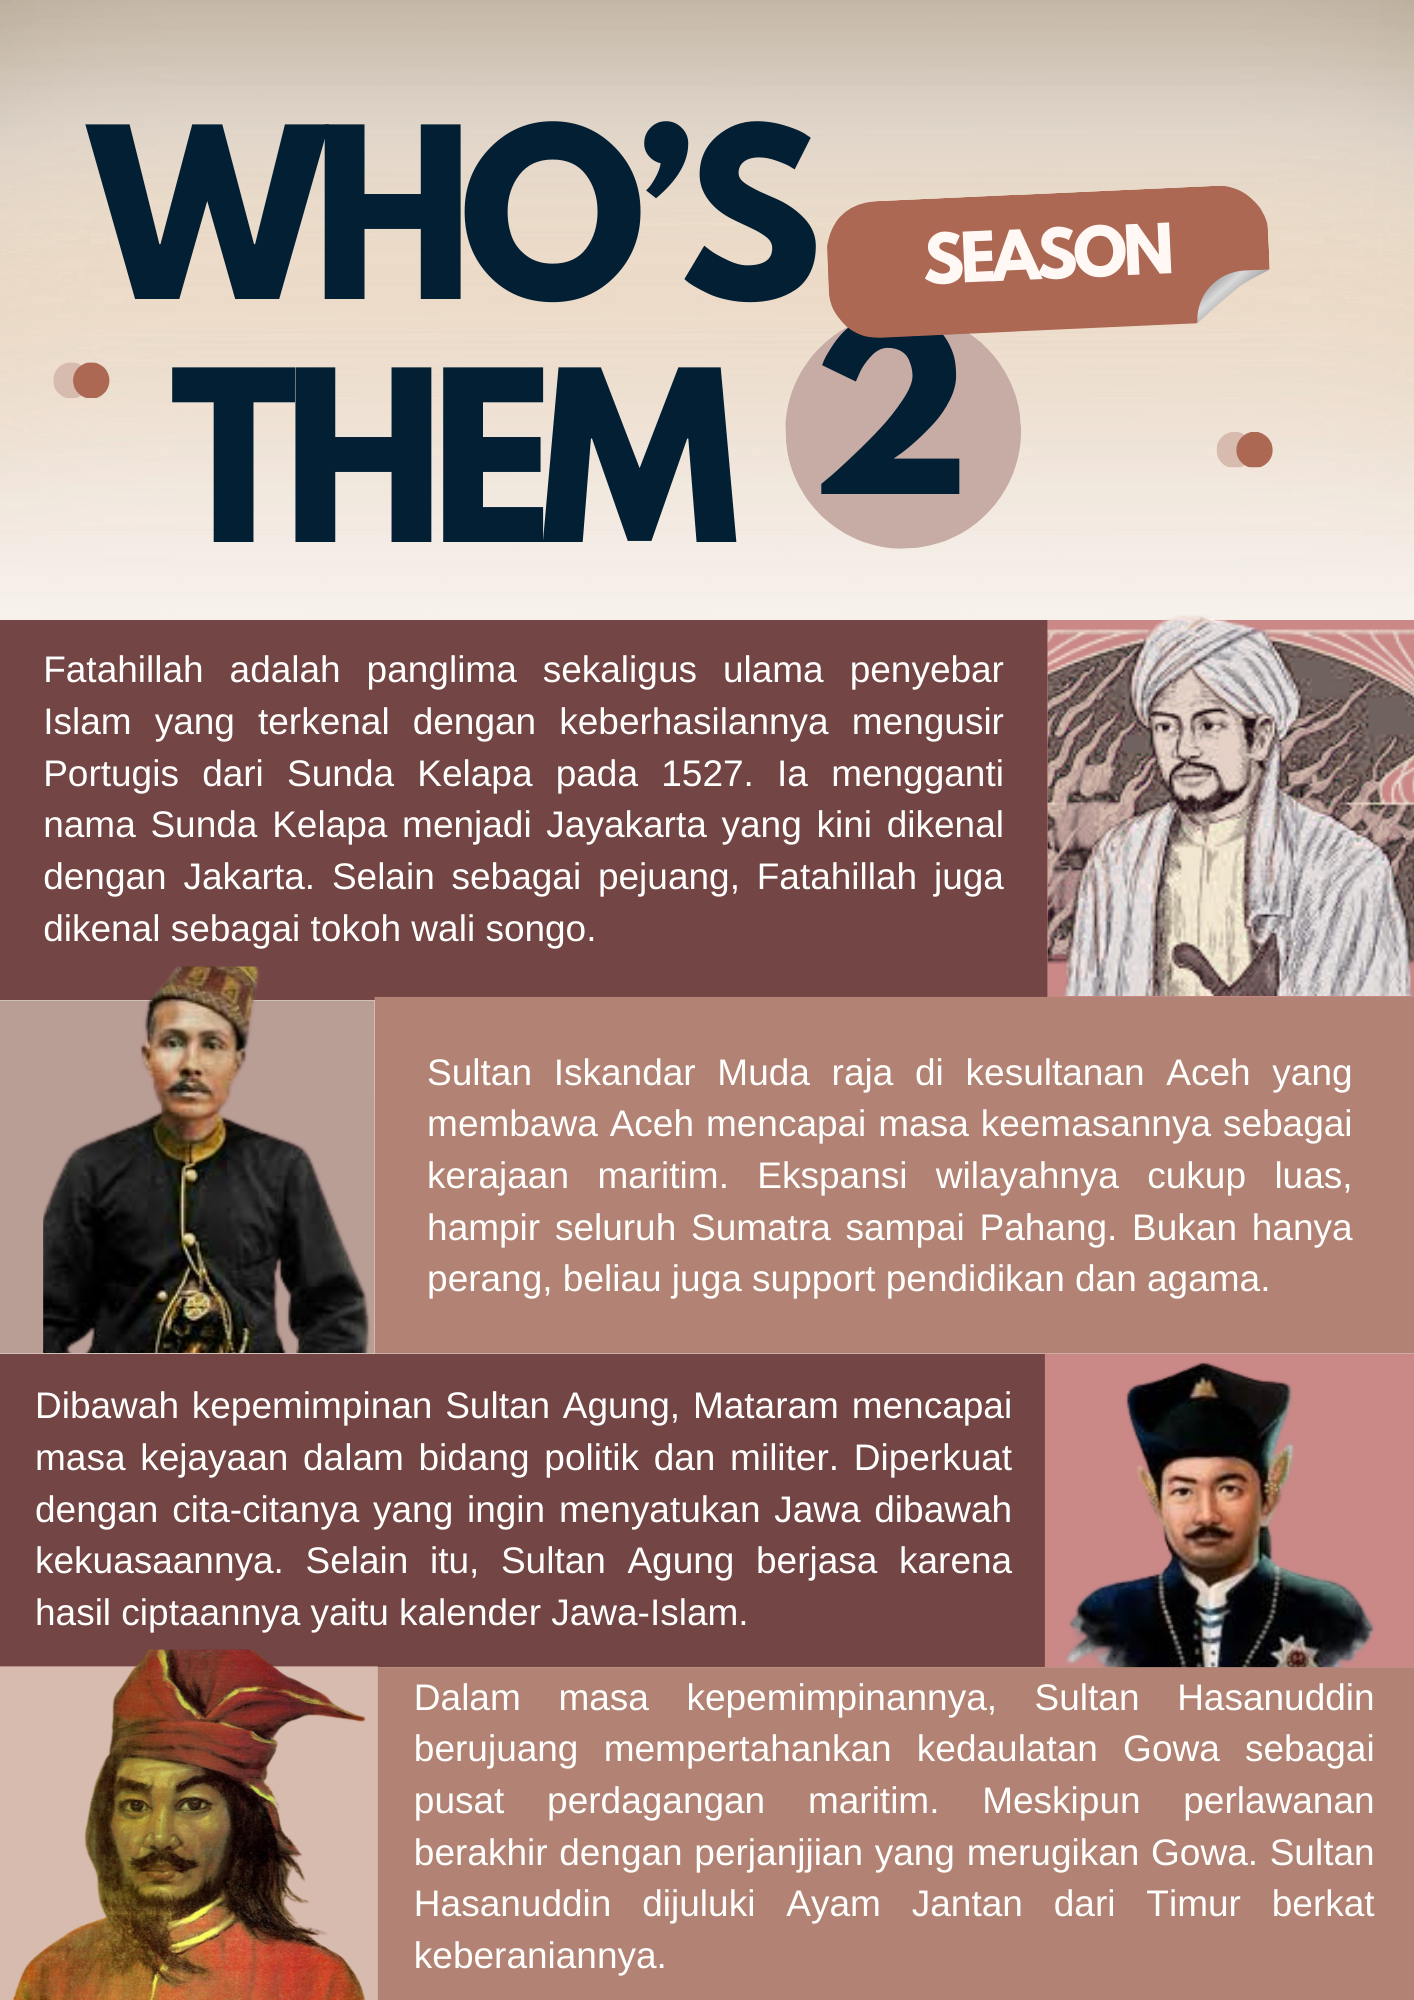 WHO’S
SEASON
THEM 2
Fatahillah adalah panglima sekaligus ulama penyebar
Islam yang terkenal dengan keberhasilannya mengusir
Portugis dari Sunda Kelapa pada 1527. Ia mengganti
nama Sunda Kelapa menjadi Jayakarta yang kini dikenal
dengan Jakarta. Selain sebagai pejuang, Fatahillah juga
dikenal sebagai tokoh wali songo.
Sultan Iskandar Muda raja di kesultanan Aceh yang
membawa Aceh mencapai masa keemasannya sebagai
kerajaan maritim. Ekspansi wilayahnya cukup luas,
hampir seluruh Sumatra sampai Pahang. Bukan hanya
perang, beliau juga support pendidikan dan agama.
Dibawah kepemimpinan Sultan Agung, Mataram mencapai
masa kejayaan dalam bidang politik dan militer. Diperkuat
dengan cita-citanya yang ingin menyatukan Jawa dibawah
kekuasaannya. Selain itu, Sultan Agung berjasa karena
hasil ciptaannya yaitu kalender Jawa-Islam.
Dalam masa kepemimpinannya, Sultan Hasanuddin
berujuang mempertahankan kedaulatan Gowa sebagai
pusat perdagangan maritim. Meskipun perlawanan
berakhir dengan perjanjjian yang merugikan Gowa. Sultan
Hasanuddin dijuluki Ayam Jantan dari Timur berkat
keberaniannya.